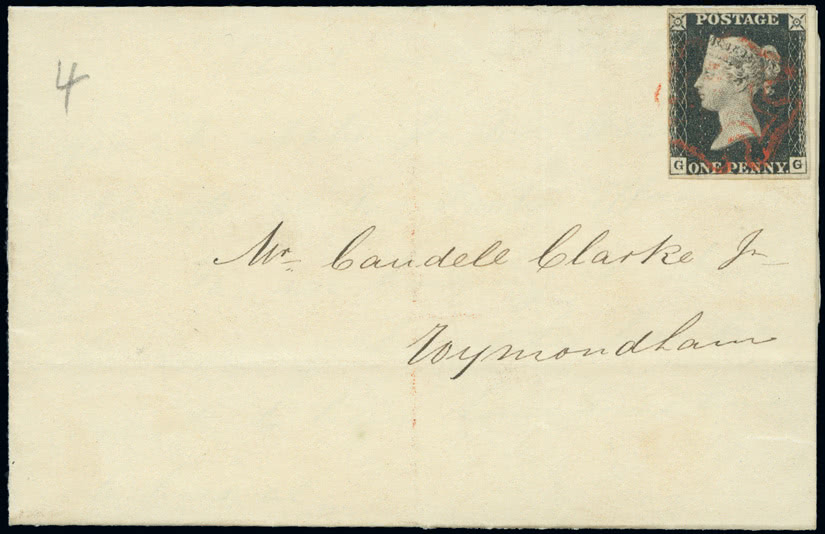 4
POSTAGE
G ONE PENNY. G
Mr. Caudell Clarke Jr
Wymondham